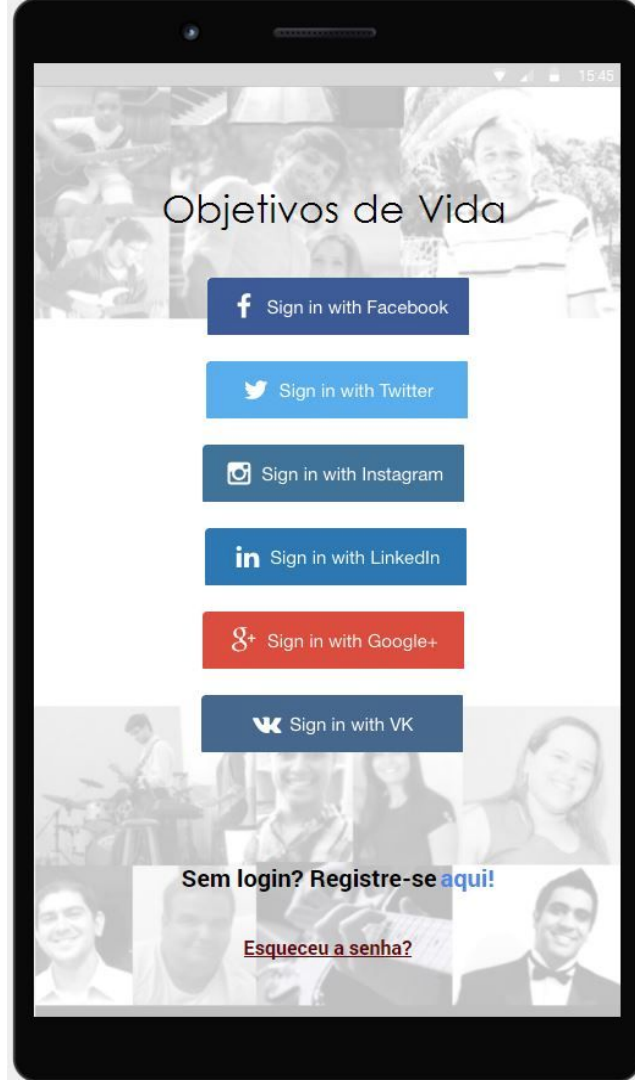 15:45
Objetivos de Vida
f Sign in with Facebook
Sign in with Twitter
Sign in with Instagram
in Sign in with LinkedIn
g+ Sign in with Google+
Sign in with VK
Sem login? Registre-se aqui!
Esqueceu a senha?